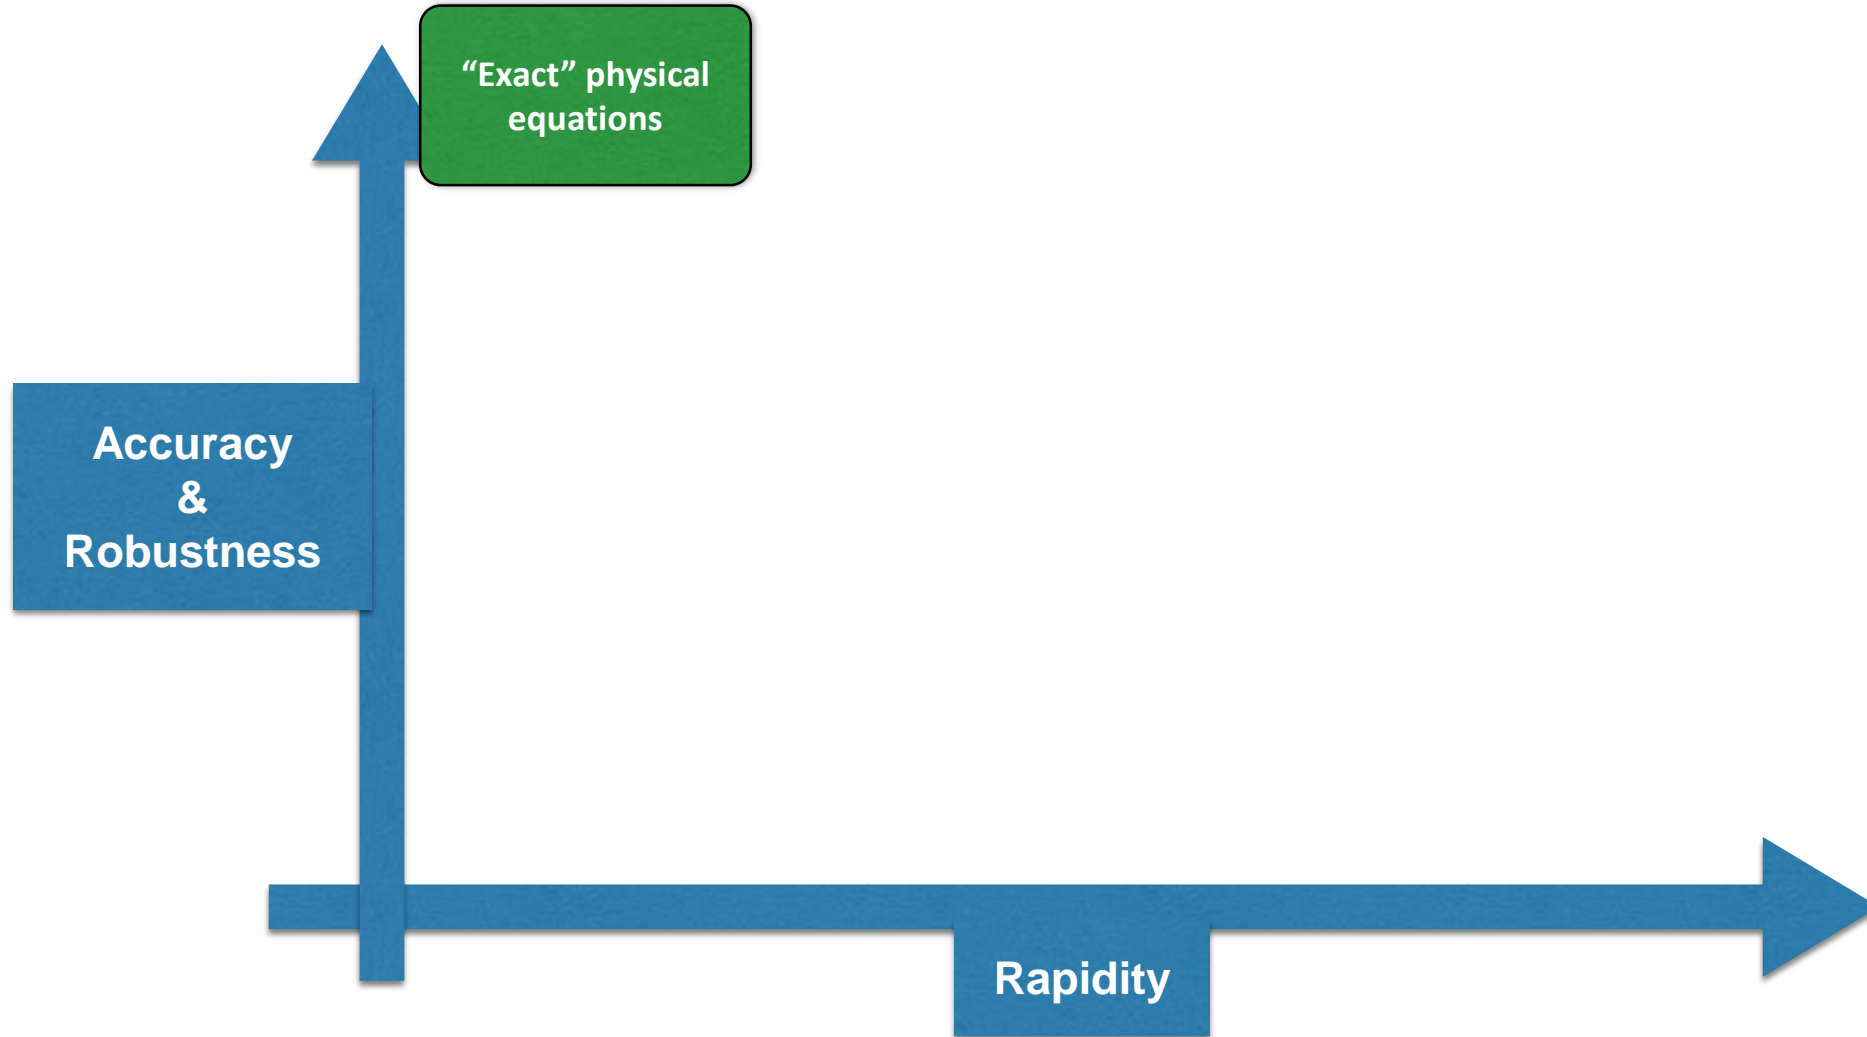 “Exact” physical
equations
Accuracy
&
Robustness
Rapidity